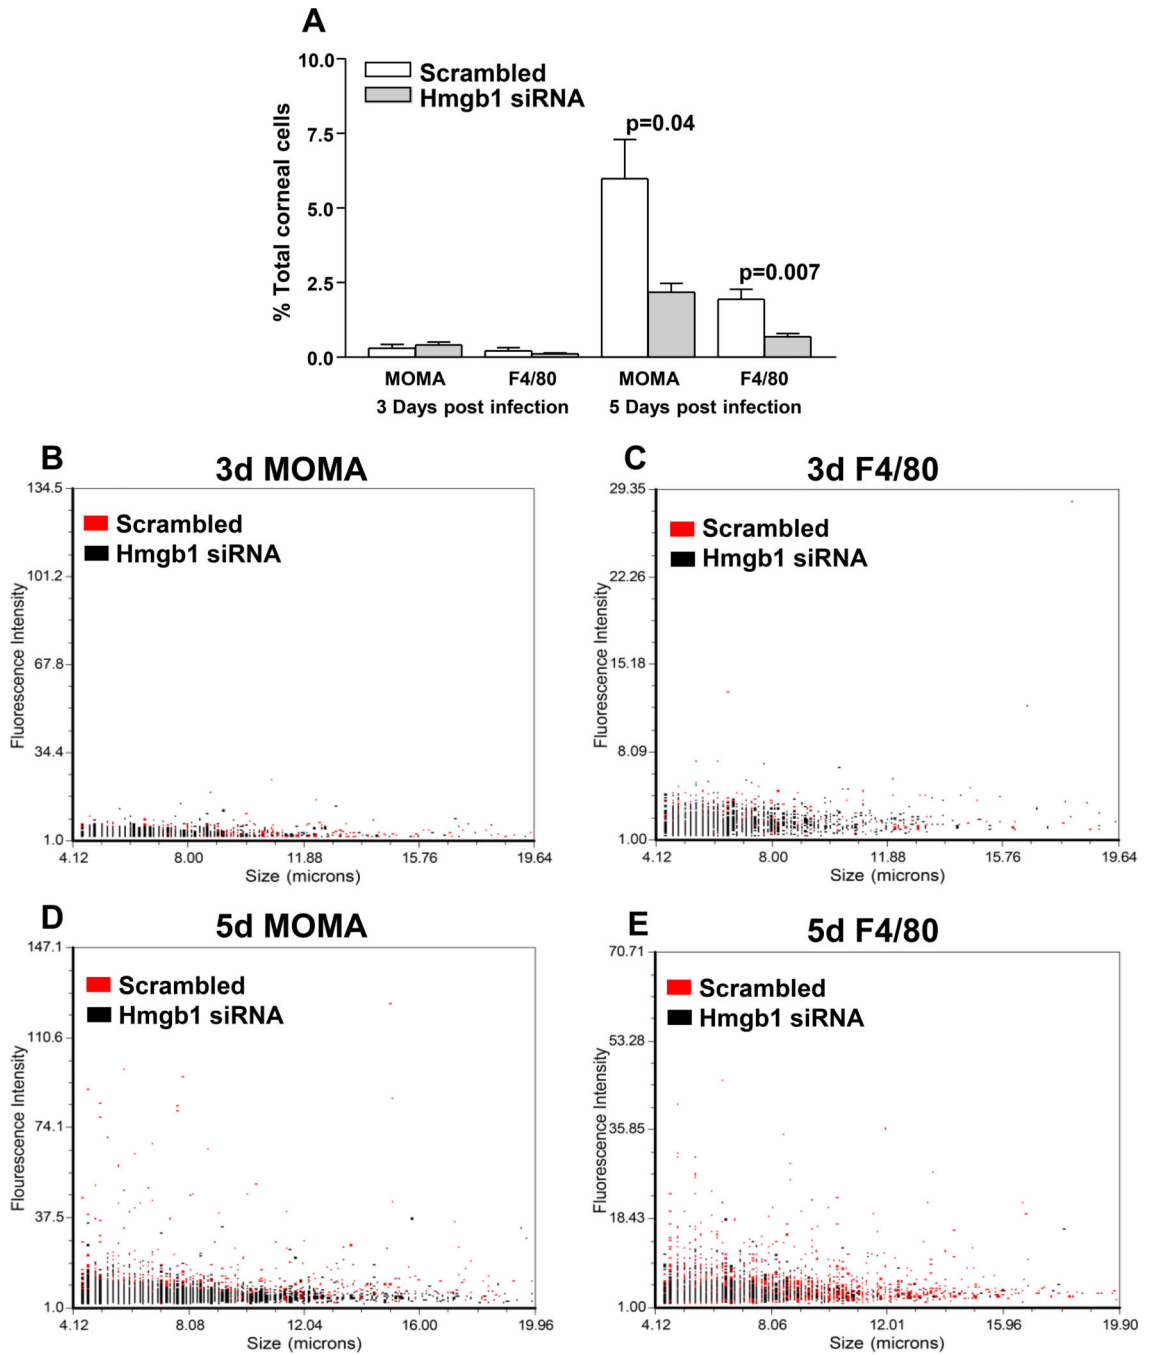 A
10.0
Scrambled
Hmgb1 siRNA
7.5
p=0.04
5.0
p=0.007
2.5
0.0
% Total corneal cells
MOMA F4/80 MOMA F4/80
3 Days post infection 5 Days post infection
B
3d MOMA
134.5
Scrambled
Hmgb1 siRNA
101.2
67.8
34.4
1.0
Fluorescence Intensity
4.12 8.00 11.88 15.76 19.64
Size (microns)
C
3d F4/80
29.35
Scrambled
Hmgb1 siRNA
22.26
15.18
8.09
1.00
Fluorescence Intensity
4.12 8.00 11.88 15.76 19.64
Size (microns)
D
5d MOMA
147.1
Scrambled
Hmgb1 siRNA
110.6
74.1
37.5
1.0
Flourescence Intensity
4.12 8.08 12.04 16.00 19.96
Size (microns)
E
5d F4/80
70.71
Scrambled
Hmgb1 siRNA
53.28
35.85
18.43
1.00
Fluorescence Intensity
4.12 8.06 12.01 15.96 19.90
Size (microns)